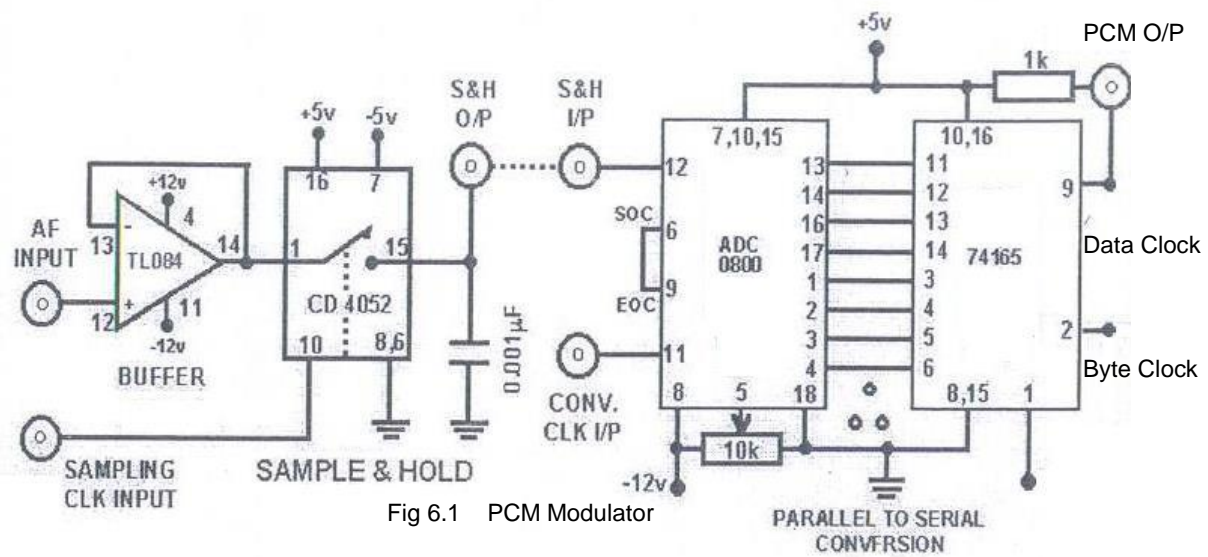 +5v
PCM O/P
1k
S&H
O/P
S&H
I/P
+5v
-5v
16
7
7,10,15
10,16
12
13
14
16
17
1
2
3
4
11
12
13
14
3
4
5
6
9
SOC
6
9
EOC
ADC
0800
74165
Data Clock
2
Byte Clock
+12v
4
AF
INPUT
13
-
TL084
14
+
12
11
-12v
BUFFER
1
15
CD 4052
10
8,6
0.001µF
11
CONV.
CLK I/P
8
5
18
8,15
1
10k
-12v
SAMPLING
CLK INPUT
SAMPLE & HOLD
Fig 6.1 PCM Modulator
PARALLEL TO SERIAL
CONVERSION